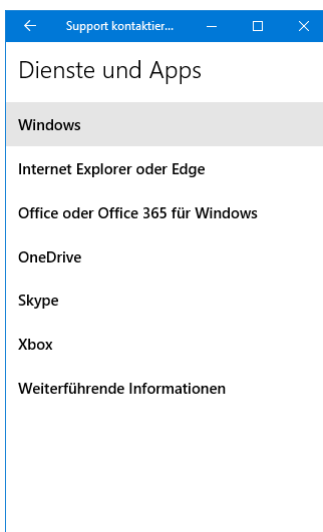 Support kontaktier...
Dienste und Apps
Windows
Internet Explorer oder Edge
Office oder Office 365 für Windows
OneDrive
Skype
Xbox
Weiterführende Informationen